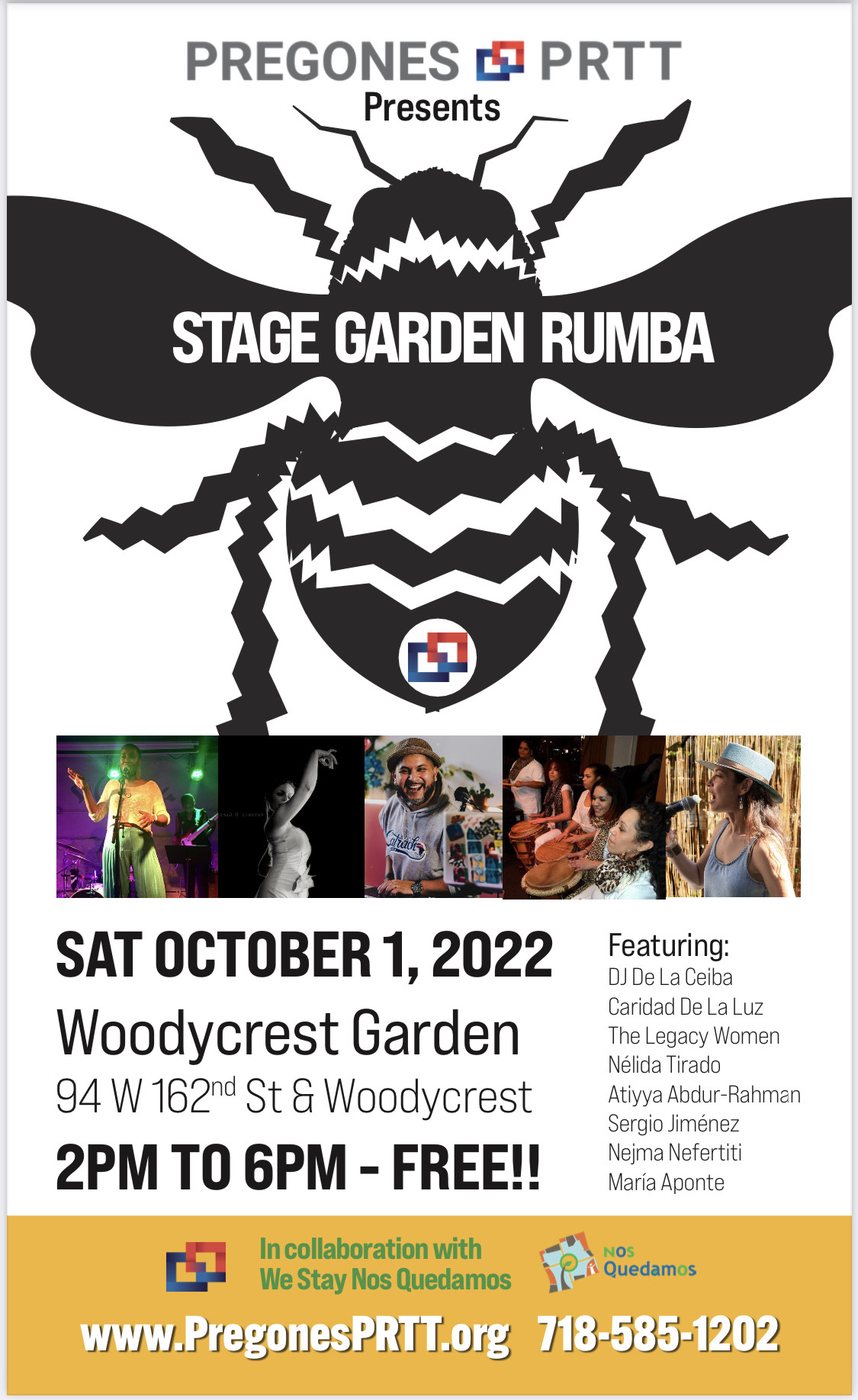 PREGONES PRTT
Presents
STAGE GARDEN RUMBA
SAT OCTOBER 1, 2022
Woodycrest Garden
94 W 162nd St & Woodycrest
2PM TO 6PM - FREE!!
Featuring:
DJ De La Ceiba
Caridad De La Luz
The Legacy Women
Nélida Tirado
Atiyya Abdur-Rahman
Sergio Jiménez
Nejma Nefertiti
María Aponte
In collaboration with
We Stay Nos Quedamos
NOS
Quedamos
www.PregonesPRTT.org 718-585-1202